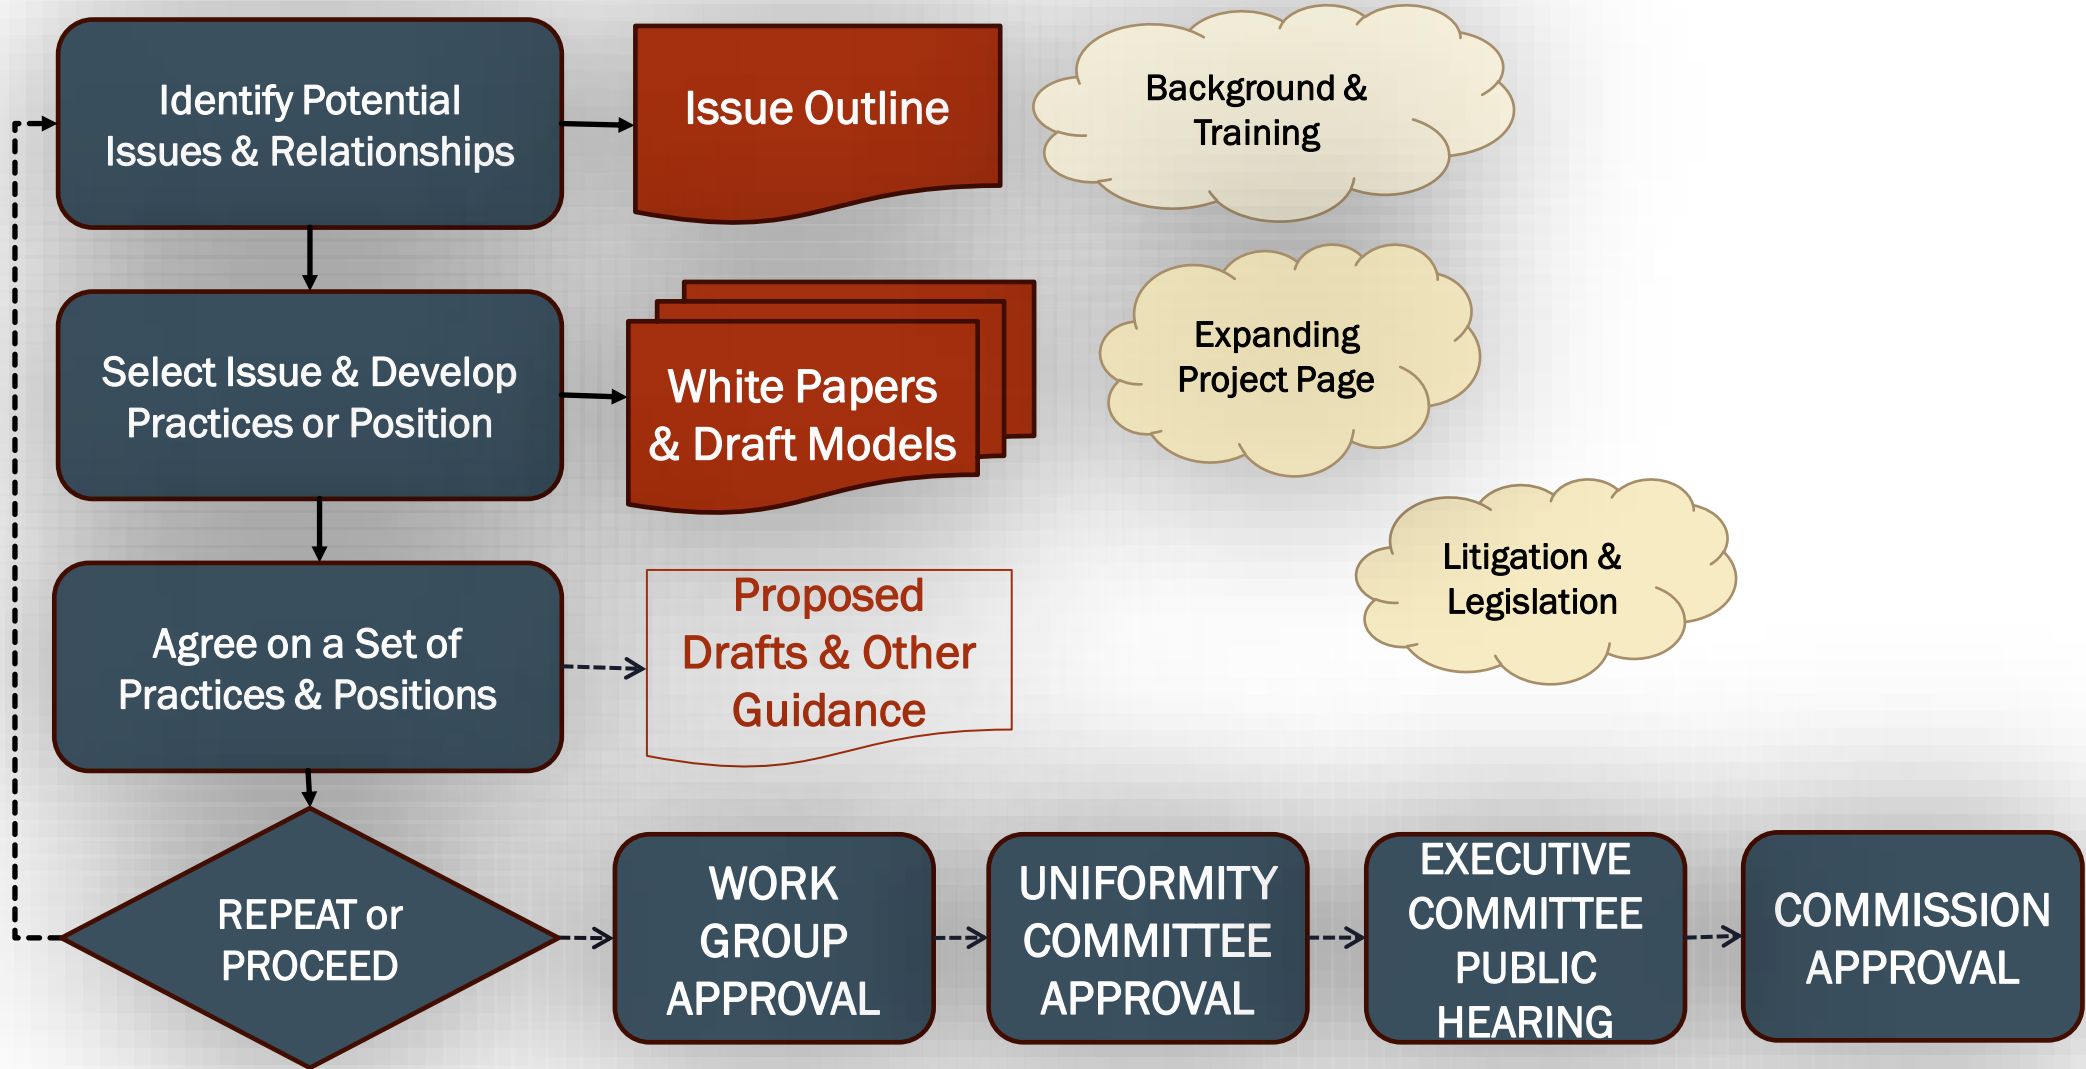 Identify Potential
Issues & Relationships
Issue Outline
Background &
Training
Select Issue & Develop
Practices or Position
White Papers
& Draft Models
Expanding
Project Page
Litigation &
Legislation
Agree on a Set of
Practices & Positions
Proposed
Drafts & Other
Guidance
REPEAT or
PROCEED
WORK
GROUP
APPROVAL
UNIFORMITY
COMMITTEE
APPROVAL
EXECUTIVE
COMMITTEE
PUBLIC
HEARING
COMMISSION
APPROVAL